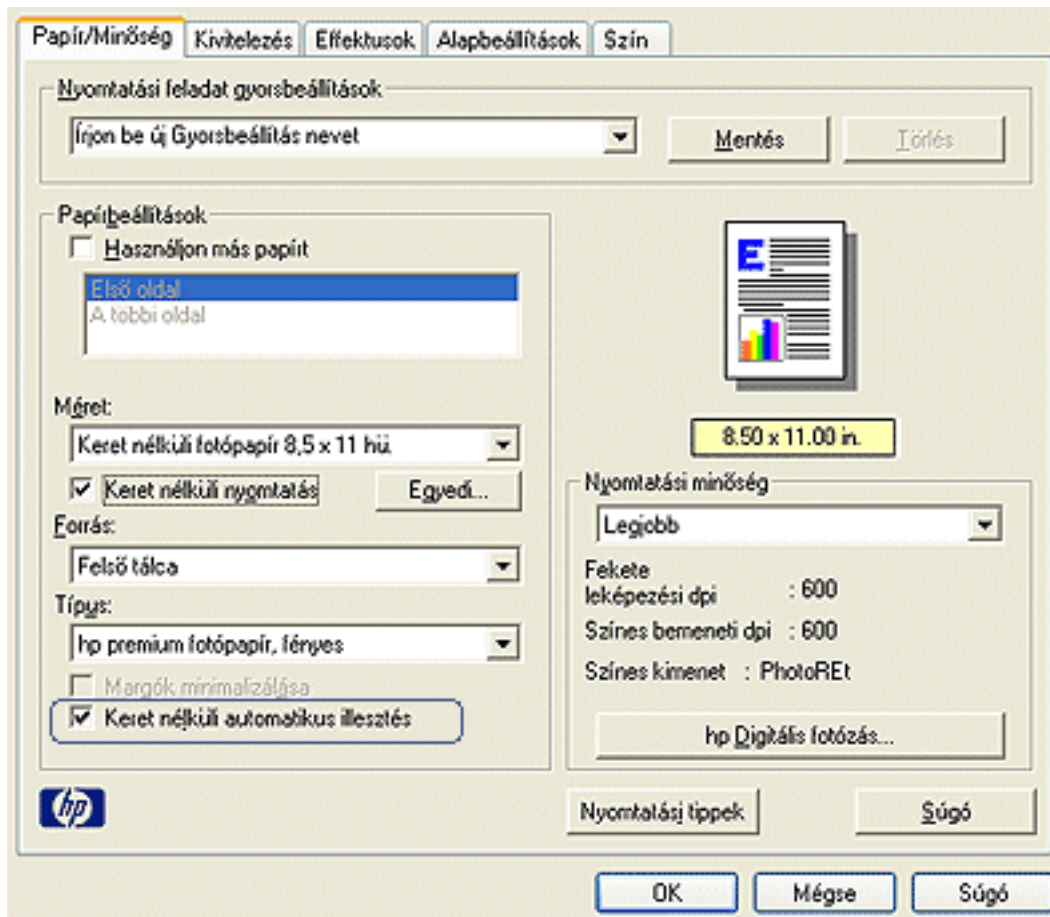 Papír/Minőség Kivitelezés Effektusok Alapbeállítások Szín
Nyomtatási feladat gyorsbeállítások
Írjon be új Gyorsbeállítás nevet
Mentés
Törlés
Papírbeállítások
Használjon más papírt
Első oldal
A többi oldal
Méret:
Keret nélküli fotópapír 8,5 x 11 hü.
Keret nélküli nyomtatás
Egyedi...
Forrás:
Felső tálca
Típus:
hp premium fotópapír, fényes
Margók minimalizálása
Keret nélküli automatikus illesztés
E
8.50 x 11.00 in.
Nyomtatási minőség
Legjobb
Fekete
leképezési dpi : 600
Színes bemeneti dpi : 600
Színes kimenet : PhotoREt
hp Digitális fotózás...
hp
Nyomtatási tippek
Súgó
OK Mégse Súgó